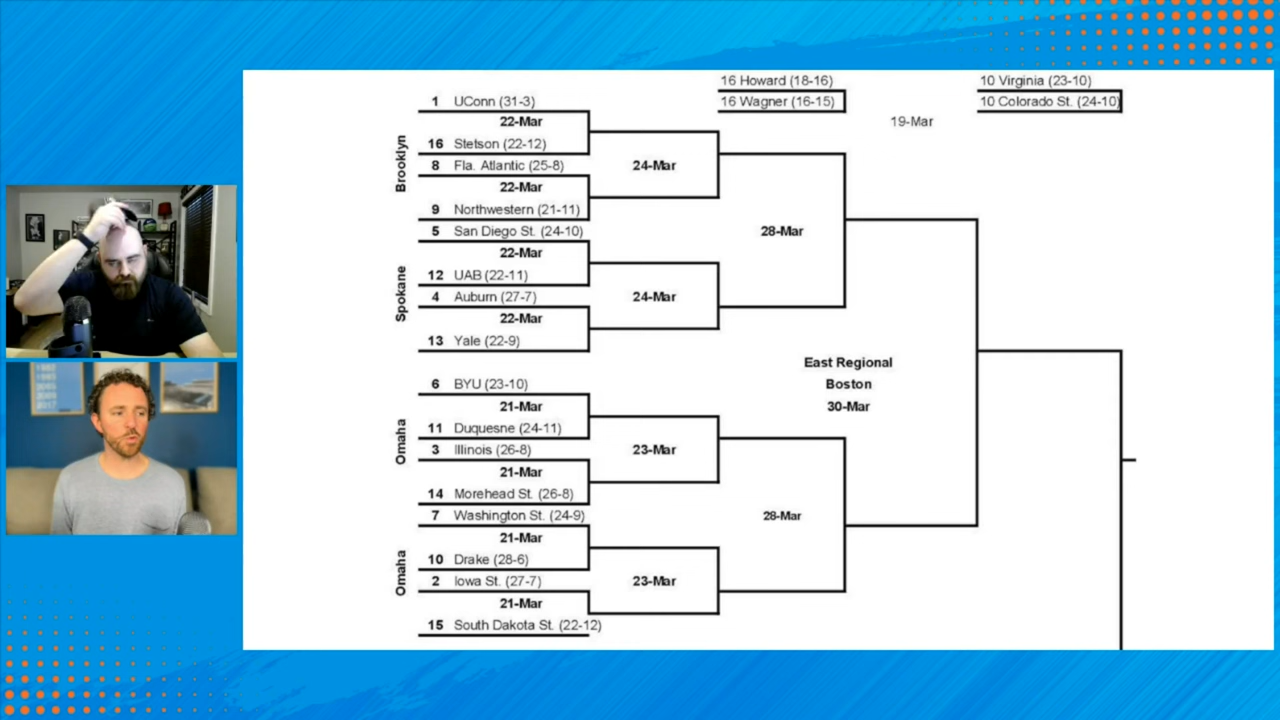 16 Howard (18-16)
16 Wagner (16-15)
19-Mar
10 Virginia (23-10)
10 Colorado St. (24-10)
Brooklyn
1 UConn (31-3)
22-Mar
16 Stetson (22-12)
24-Mar
8 Fla. Atlantic (25-8)
22-Mar
9 Northwestern (21-11)
28-Mar
Spokane
5 San Diego St. (24-10)
22-Mar
12 UAB (22-11)
24-Mar
4 Auburn (27-7)
22-Mar
13 Yale (22-9)
East Regional
Boston
30-Mar
Omaha
6 BYU (23-10)
21-Mar
11 Duquesne (24-11)
23-Mar
3 Illinois (26-8)
21-Mar
14 Morehead St. (26-8)
28-Mar
Omaha
7 Washington St. (24-9)
21-Mar
10 Drake (28-6)
23-Mar
2 Iowa St. (27-7)
21-Mar
15 South Dakota St. (22-12)